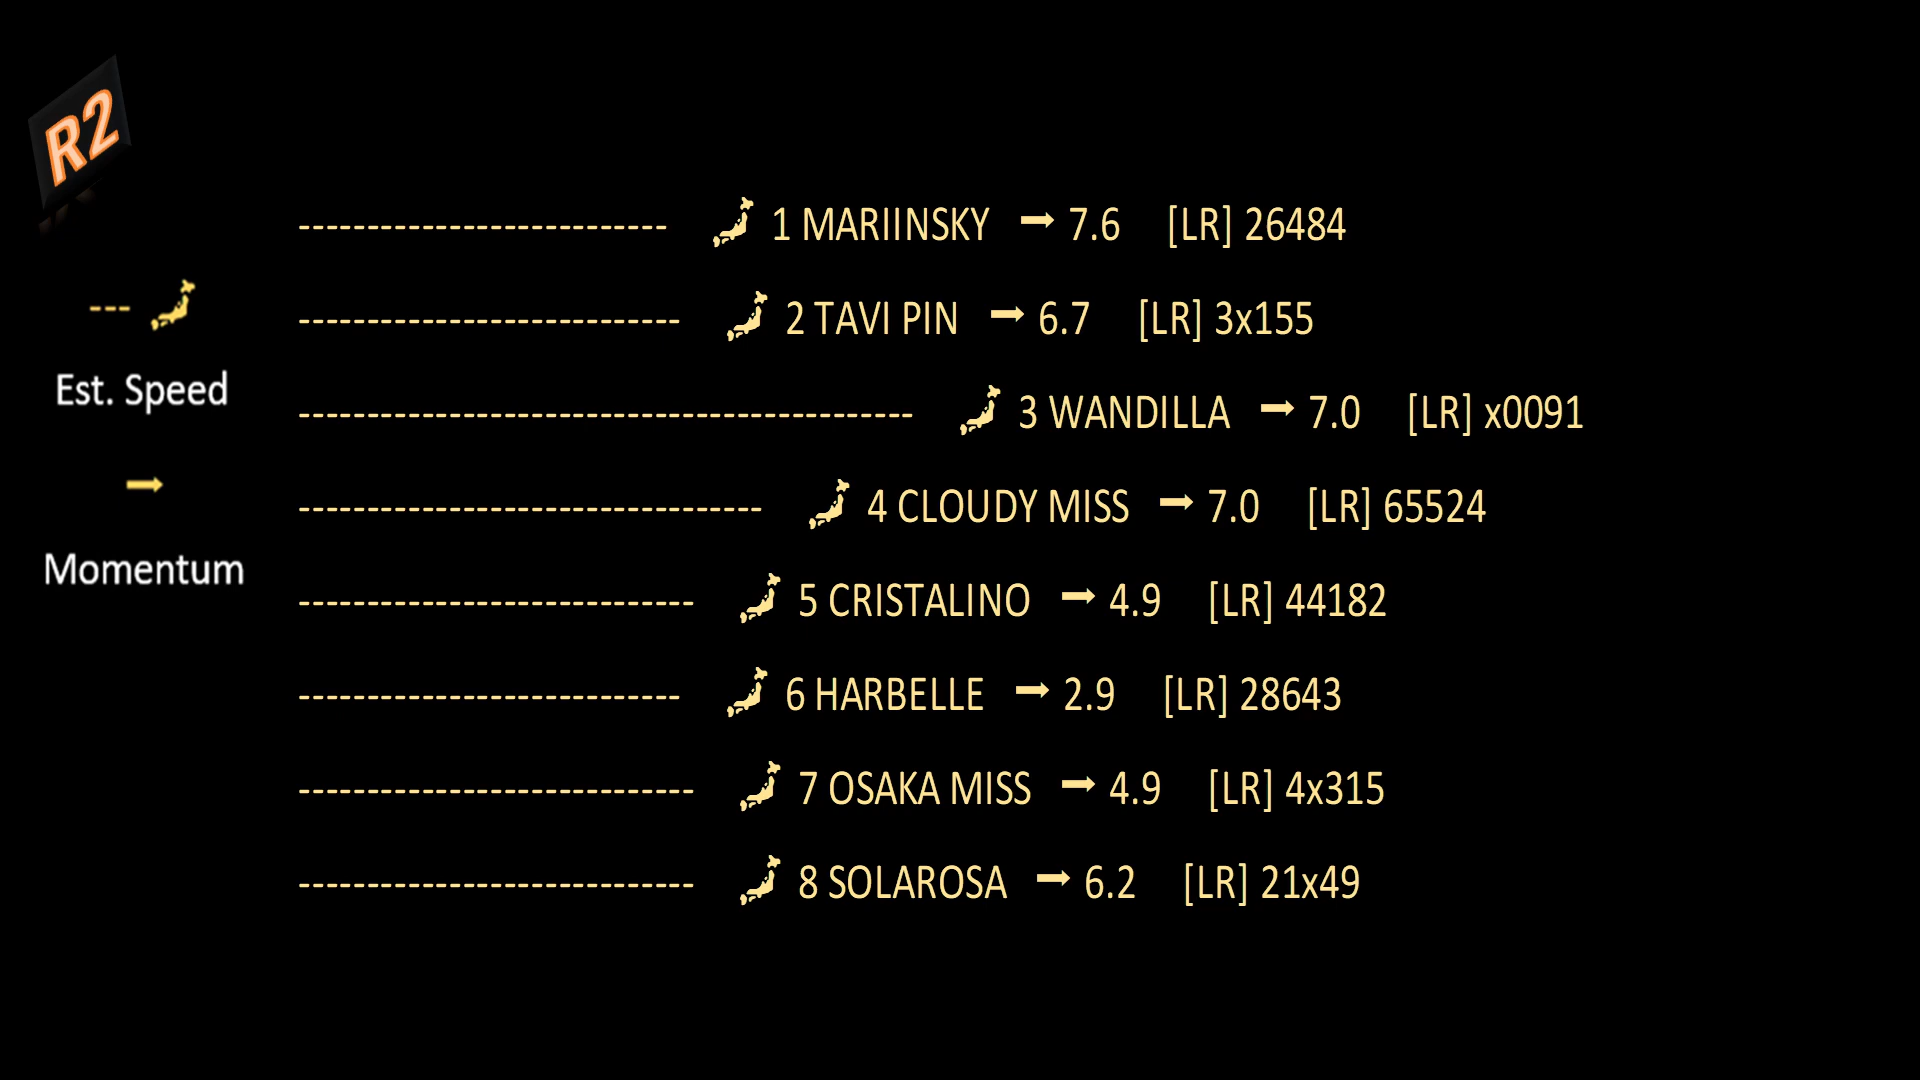 R2
--------------------------- 1 MARIINSKY ➡ 7.6 [LR] 26484
---
---------------------------- 2 TAVI PIN ➡ 6.7 [LR] 3x155
Est. Speed
--------------------------------------------- 3 WANDILLA ➡ 7.0 [LR] x0091
➡
---------------------------------- 4 CLOUDY MISS ➡ 7.0 [LR] 65524
Momentum
----------------------------- 5 CRISTALINO ➡ 4.9 [LR] 44182
---------------------------- 6 HARBELLE ➡ 2.9 [LR] 28643
----------------------------- 7 OSAKA MISS ➡ 4.9 [LR] 4x315
----------------------------- 8 SOLAROSA ➡ 6.2 [LR] 21x49